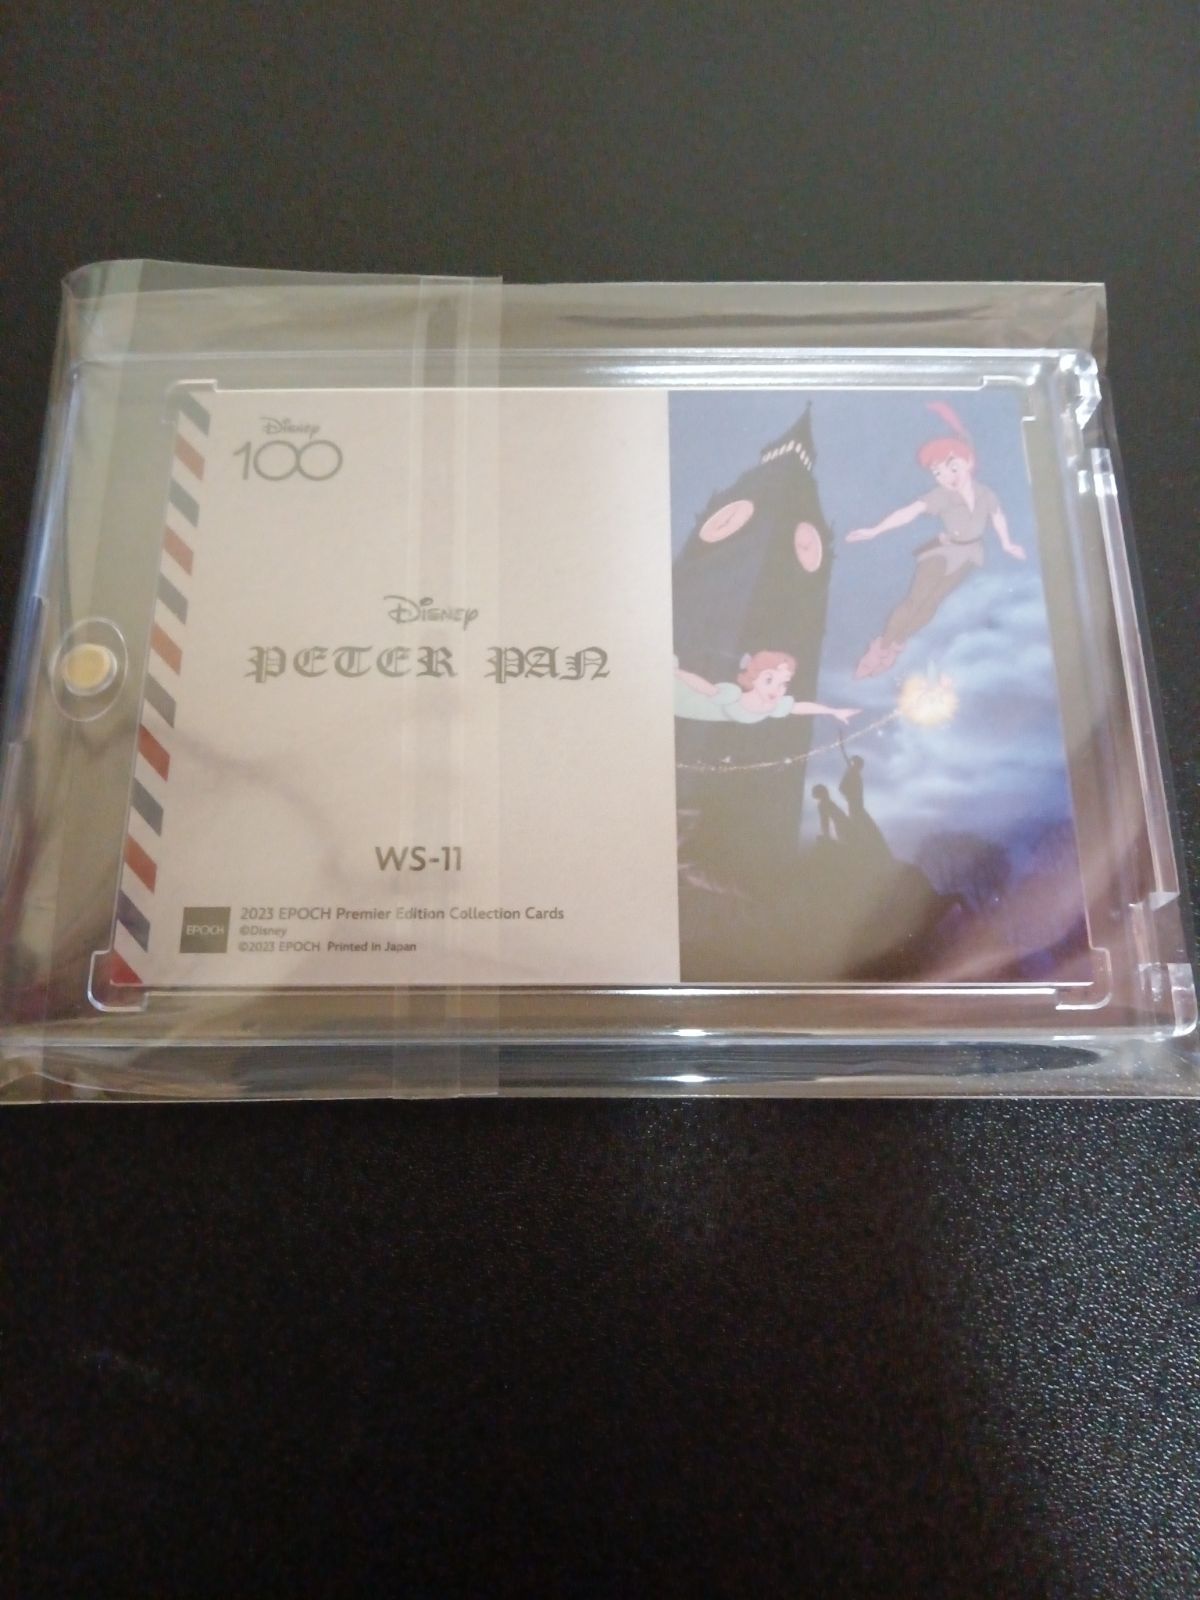 Disney
100
Disney
PETER PAN
WS-11
EPOCH
2023 EPOCH Premier Edition Collection Cards
©Disney
©2023 EPOCH Printed in Japan